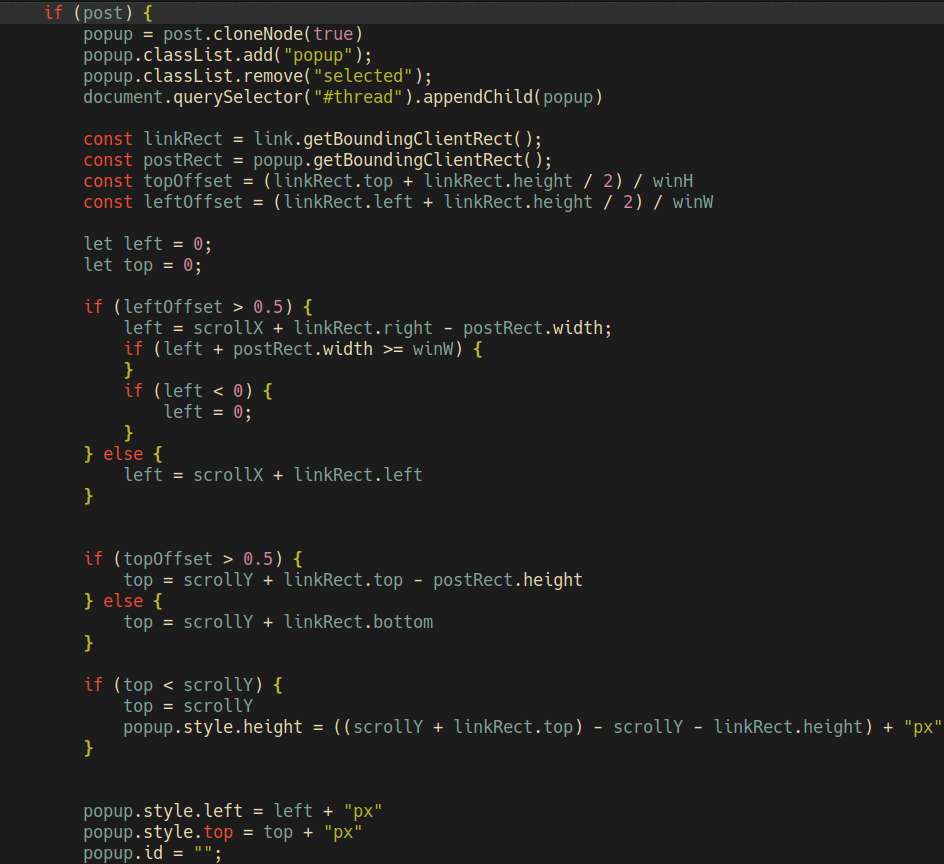 if (post) {
popup = post.cloneNode(true)
popup.classList.add("popup");
popup.classList.remove("selected");
document.querySelector("#thread").appendChild(popup)
const linkRect = link.getBoundingClientRect();
const postRect = popup.getBoundingClientRect();
const topOffset = (linkRect.top + linkRect.height / 2) / winH
const leftOffset = (linkRect.left + linkRect.height / 2) / winW
let left = 0;
let top = 0;
if (leftOffset > 0.5) {
left = scrollX + linkRect.right - postRect.width;
if (left + postRect.width >= winW) {
}
if (left < 0) {
left = 0;
}
} else {
left = scrollX + linkRect.left
}
if (topOffset > 0.5) {
top = scrollY + linkRect.top - postRect.height
} else {
top = scrollY + linkRect.bottom
}
if (top < scrollY) {
top = scrollY
popup.style.height = ((scrollY + linkRect.top) - scrollY - linkRect.height) + "px"
}
popup.style.left = left + "px"
popup.style.top = top + "px"
popup.id = "";